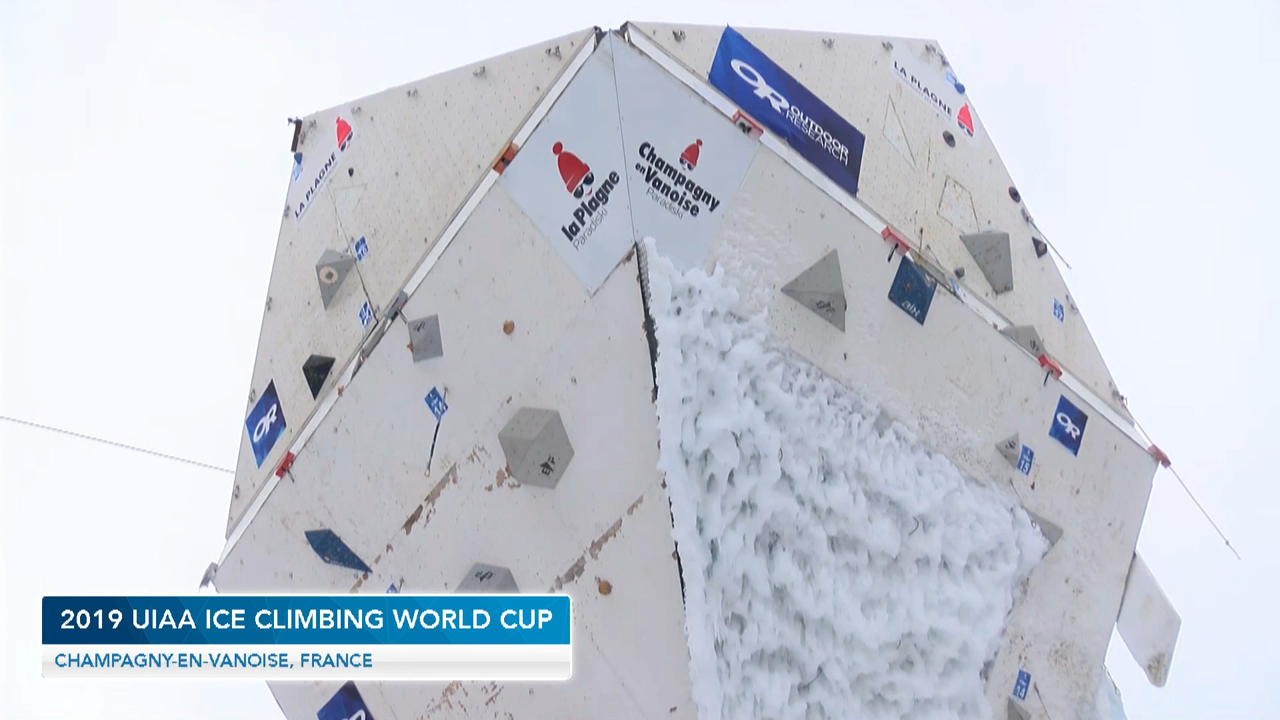 LA PLAGNE
OR OUTDOOR
RESEARCH
LA PLAGNE
la Plagne
Paradiski
Champagny
en Vanoise
Paradiski
OR
OR
15
2019 UIAA ICE CLIMBING WORLD CUP
CHAMPAGNY-EN-VANOISE, FRANCE